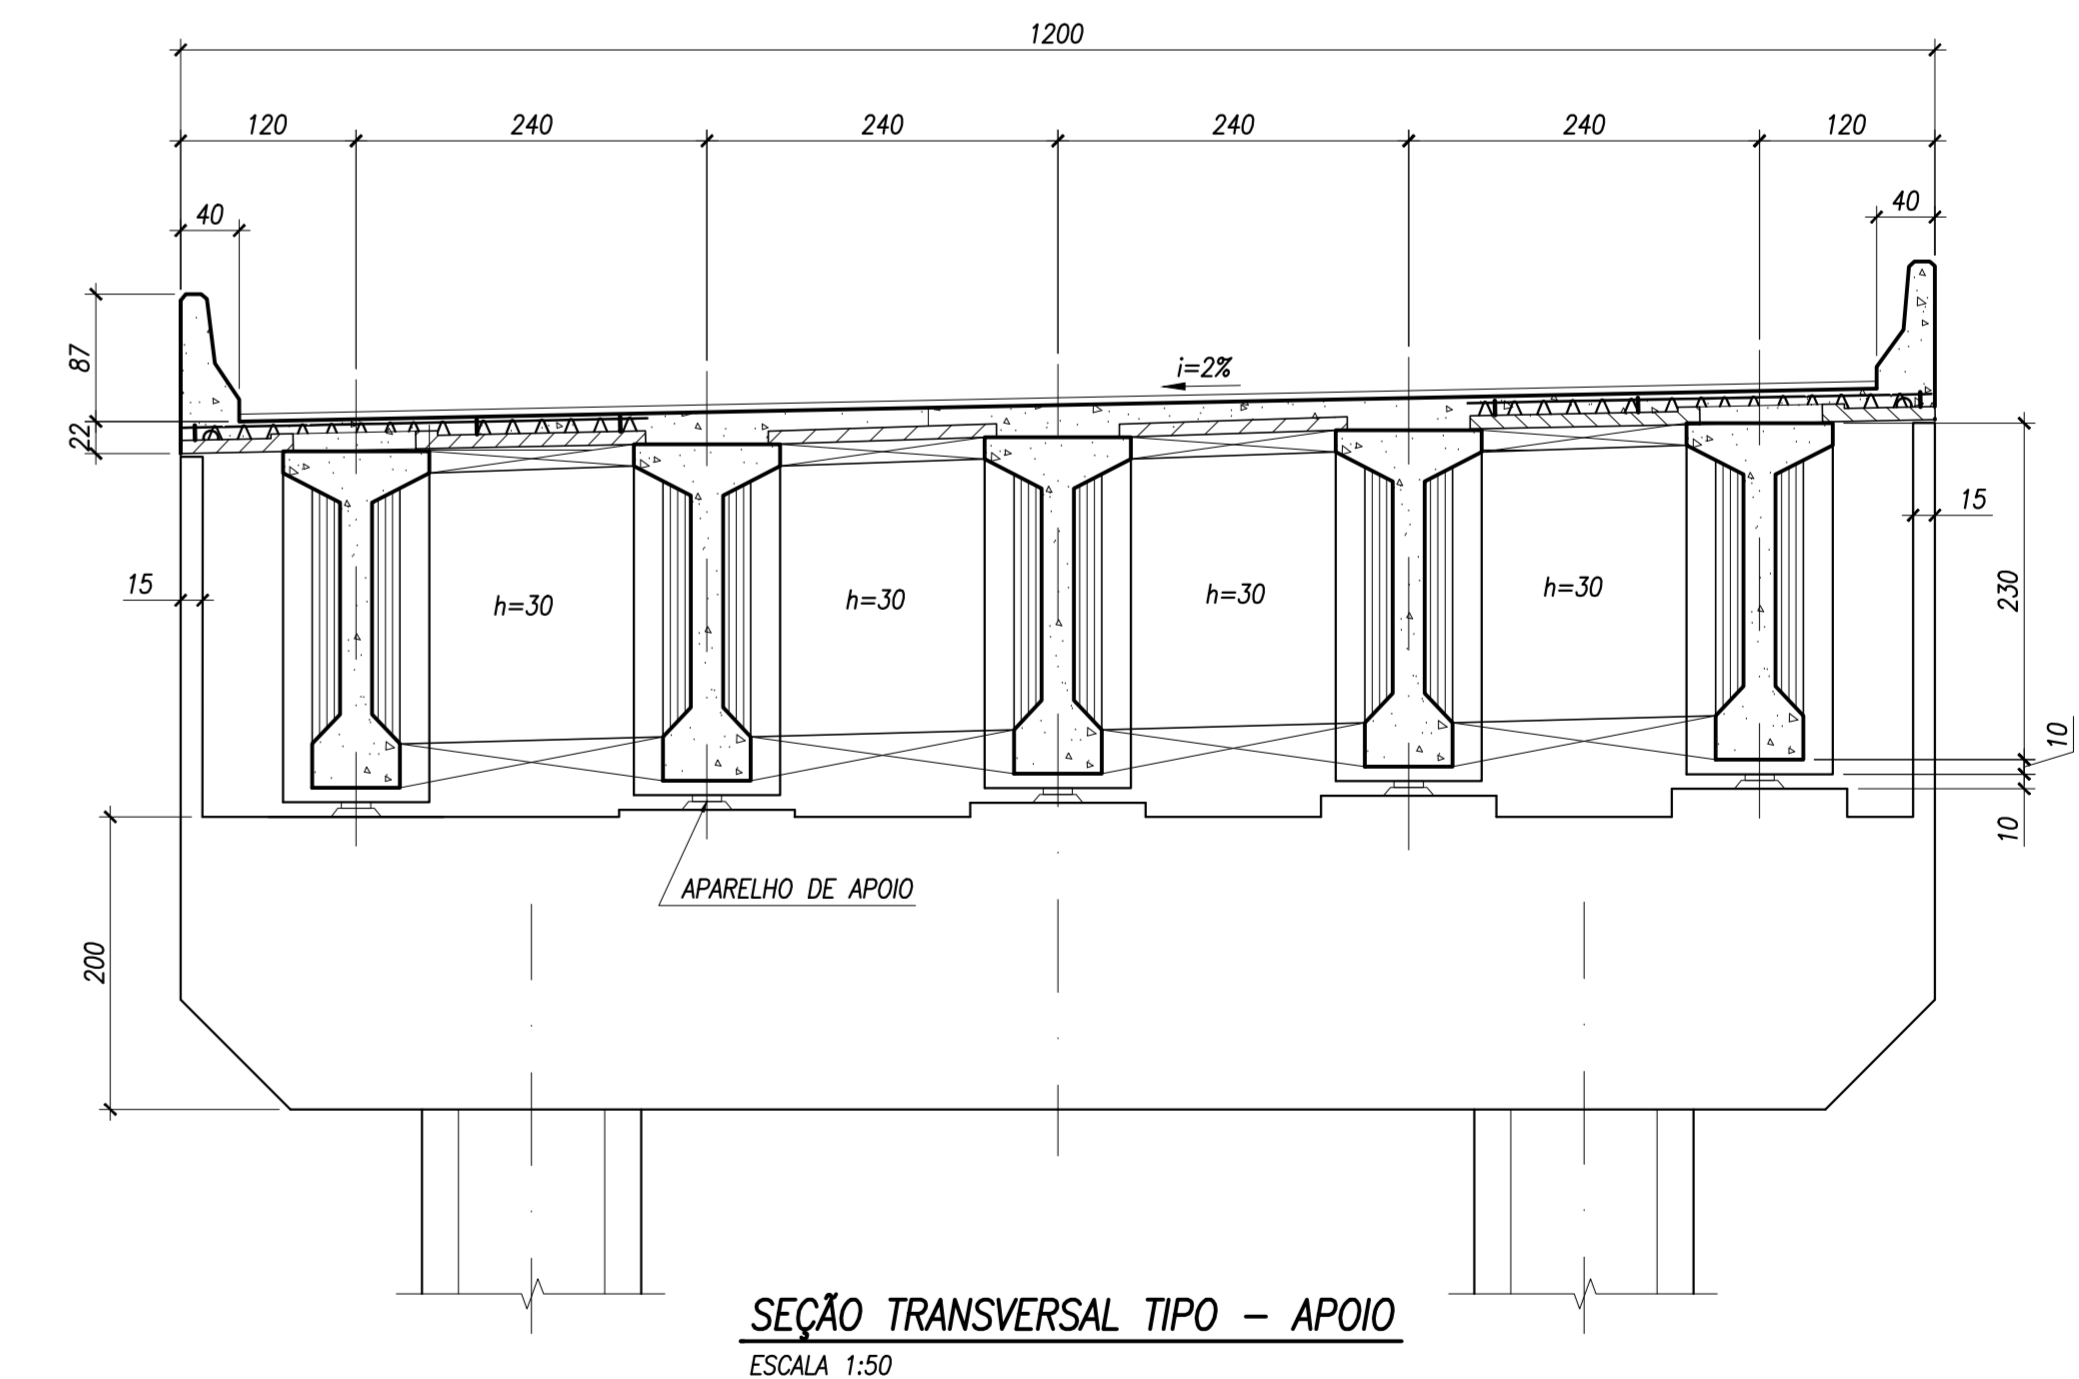 1200
120 240 240 240 240 120
40 40
87
i=2%
22
15
15
h=30 h=30 h=30 h=30
230
10
10
APARELHO DE APOIO
200
SEÇÃO TRANSVERSAL TIPO - APOIO
ESCALA 1:50